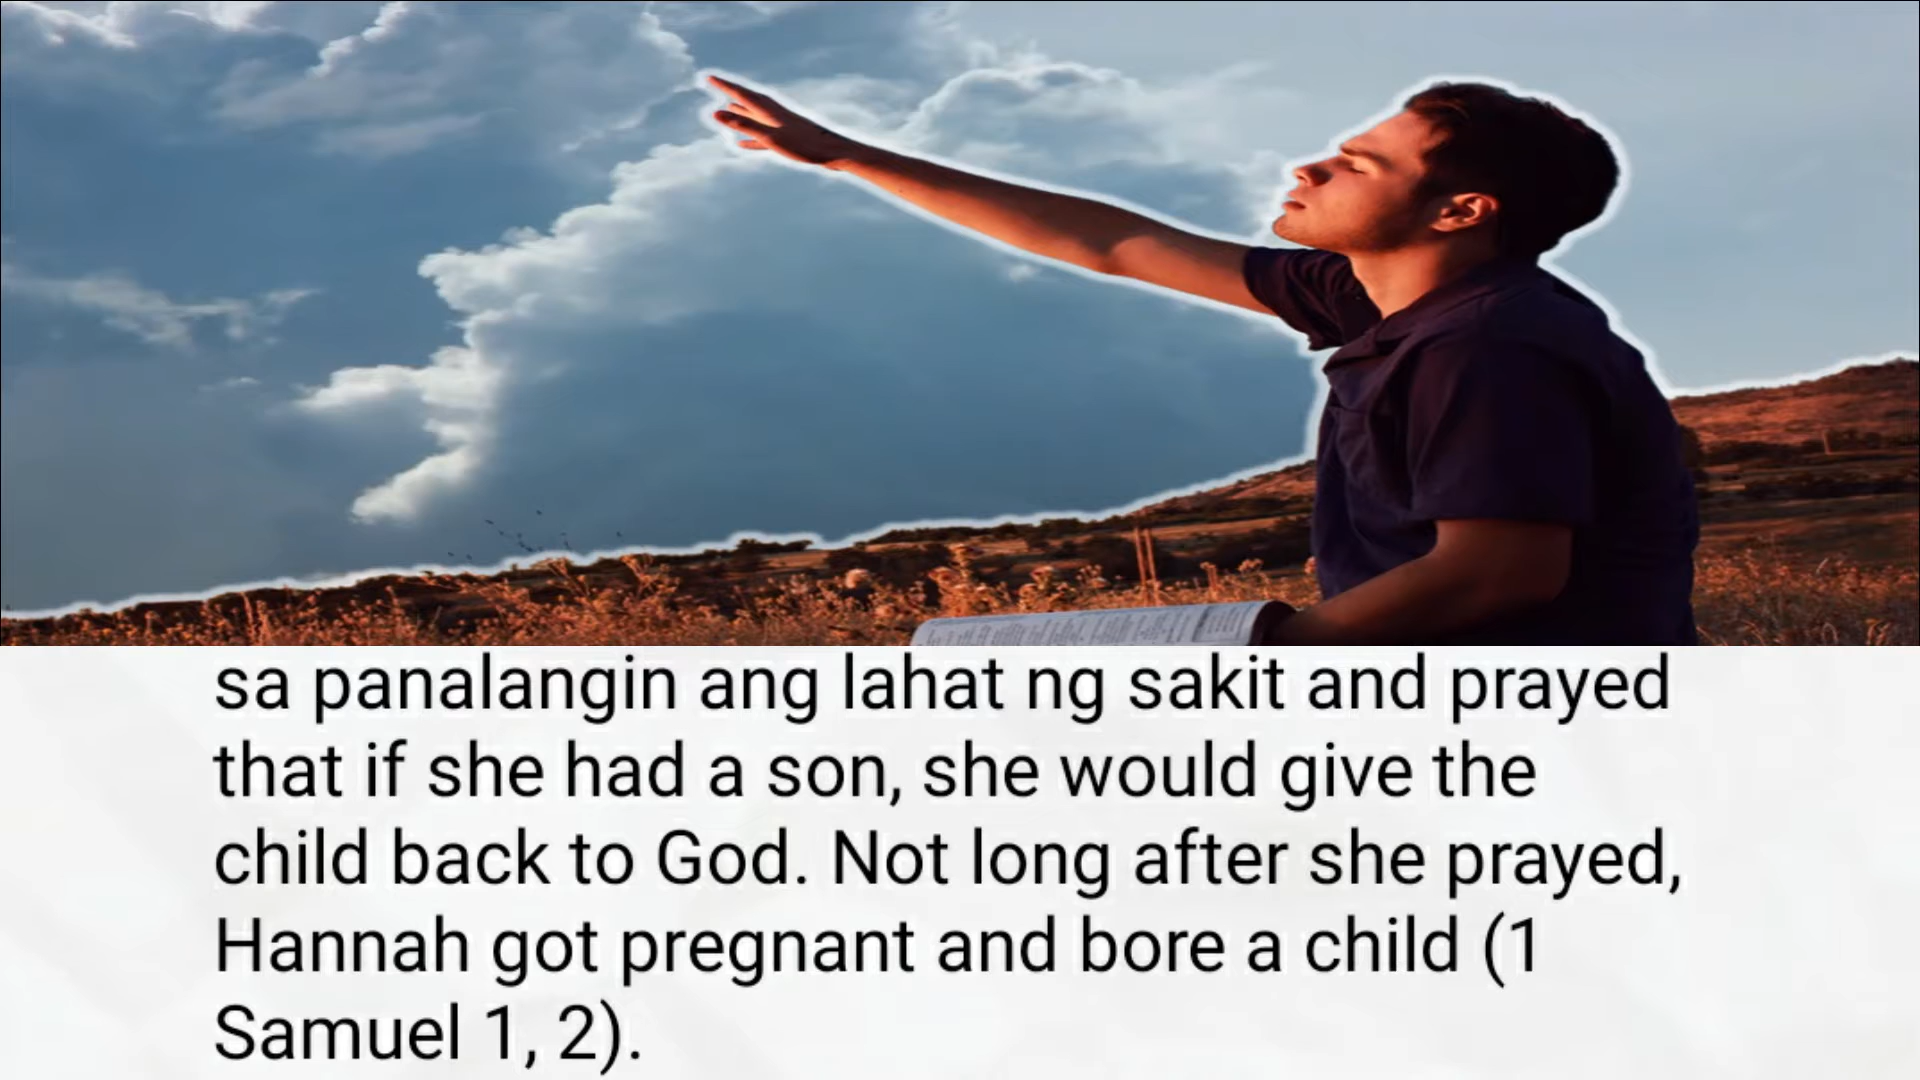 sa panalangin ang lahat ng sakit and prayed
that if she had a son, she would give the
child back to God. Not long after she prayed,
Hannah got pregnant and bore a child (1
Samuel 1, 2).